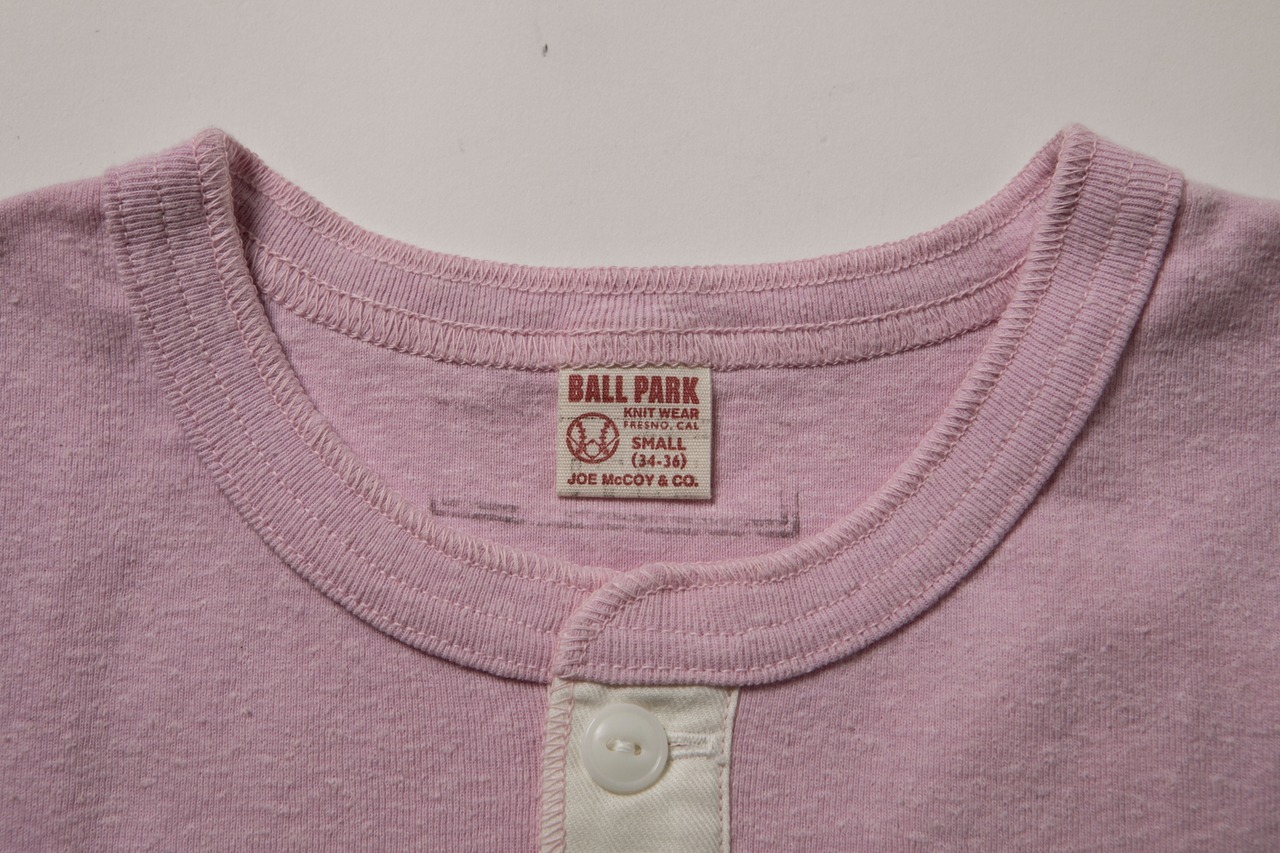 BALL PARK
KNIT WEAR
FRESNO, CAL
SMALL
(34-36)
JOE McCOY & CO.